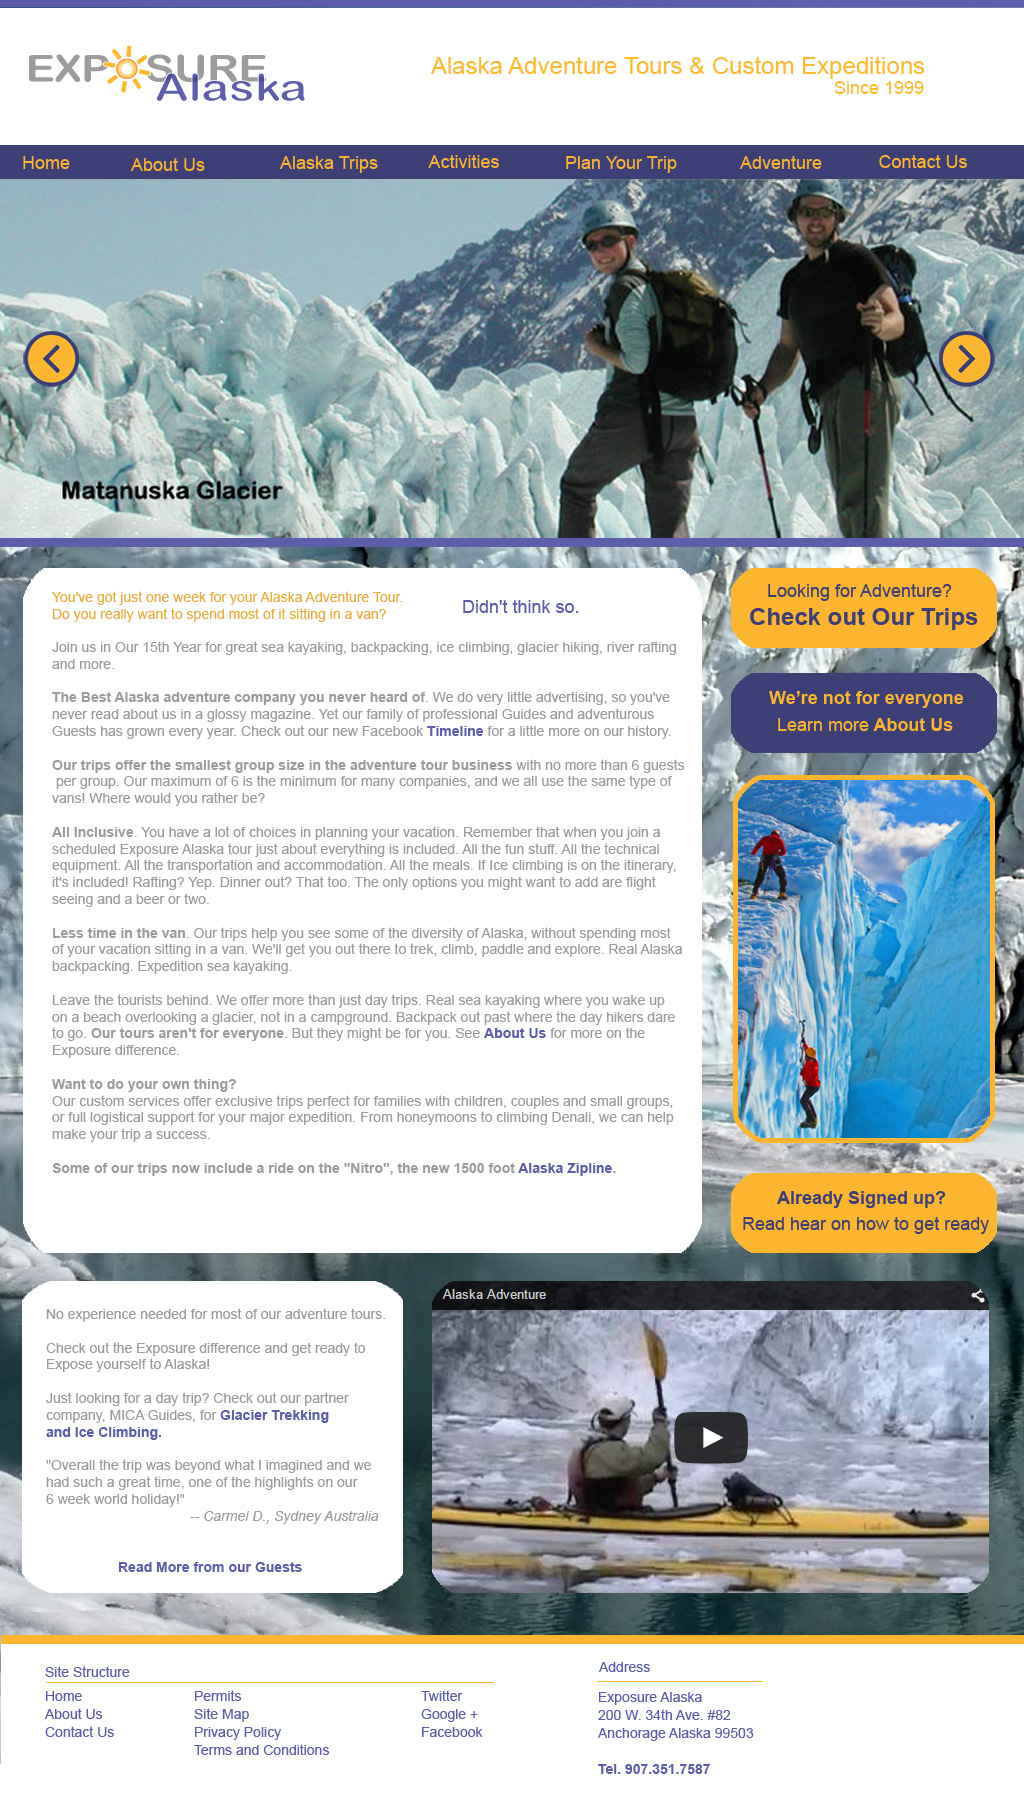 EXPOSURE
Alaska
Alaska Adventure Tours & Custom Expeditions
Since 1999
Home About Us Alaska Trips Activities Plan Your Trip Adventure Contact Us
Matanuska Glacier
You've got just one week for your Alaska Adventure Tour.
Do you really want to spend most of it sitting in a van?
Didn't think so.
Join us in Our 15th Year for great sea kayaking, backpacking, ice climbing, glacier hiking, river rafting
and more.
The Best Alaska adventure company you never heard of. We do very little advertising, so you've
never read about us in a glossy magazine. Yet our family of professional Guides and adventurous
Guests has grown every year. Check out our new Facebook Timeline for a little more on our history.
Our trips offer the smallest group size in the adventure tour business with no more than 6 guests
per group. Our maximum of 6 is the minimum for many companies, and we all use the same type of
vans! Where would you rather be?
All Inclusive. You have a lot of choices in planning your vacation. Remember that when you join a
scheduled Exposure Alaska tour just about everything is included. All the fun stuff. All the technical
equipment. All the transportation and accommodation. All the meals. If Ice climbing is on the itinerary,
it's included! Rafting? Yep. Dinner out? That too. The only options you might want to add are flight
seeing and a beer or two.
Less time in the van. Our trips help you see some of the diversity of Alaska, without spending most
of your vacation sitting in a van. We'll get you out there to trek, climb, paddle and explore. Real Alaska
backpacking. Expedition sea kayaking.
Leave the tourists behind. We offer more than just day trips. Real sea kayaking where you wake up
on a beach overlooking a glacier, not in a campground. Backpack out past where the day hikers dare
to go. Our tours aren't for everyone. But they might be for you. See About Us for more on the
Exposure difference.
Want to do your own thing?
Our custom services offer exclusive trips perfect for families with children, couples and small groups,
or full logistical support for your major expedition. From honeymoons to climbing Denali, we can help
make your trip a success.
Some of our trips now include a ride on the "Nitro", the new 1500 foot Alaska Zipline.
Looking for Adventure?
Check out Our Trips
We're not for everyone
Learn more About Us
Already Signed up?
Read hear on how to get ready
No experience needed for most of our adventure tours.
Check out the Exposure difference and get ready to
Expose yourself to Alaska!
Just looking for a day trip? Check out our partner
company, MICA Guides, for Glacier Trekking
and Ice Climbing.
"Overall the trip was beyond what I imagined and we
had such a great time, one of the highlights on our
6 week world holiday!"
-- Carmel D., Sydney Australia
Read More from our Guests
Alaska Adventure
Site Structure
Home Permits Twitter
About Us Site Map Google +
Contact Us Privacy Policy Facebook
Terms and Conditions
Address
Exposure Alaska
200 W. 34th Ave. #82
Anchorage Alaska 99503
Tel. 907.351.7587